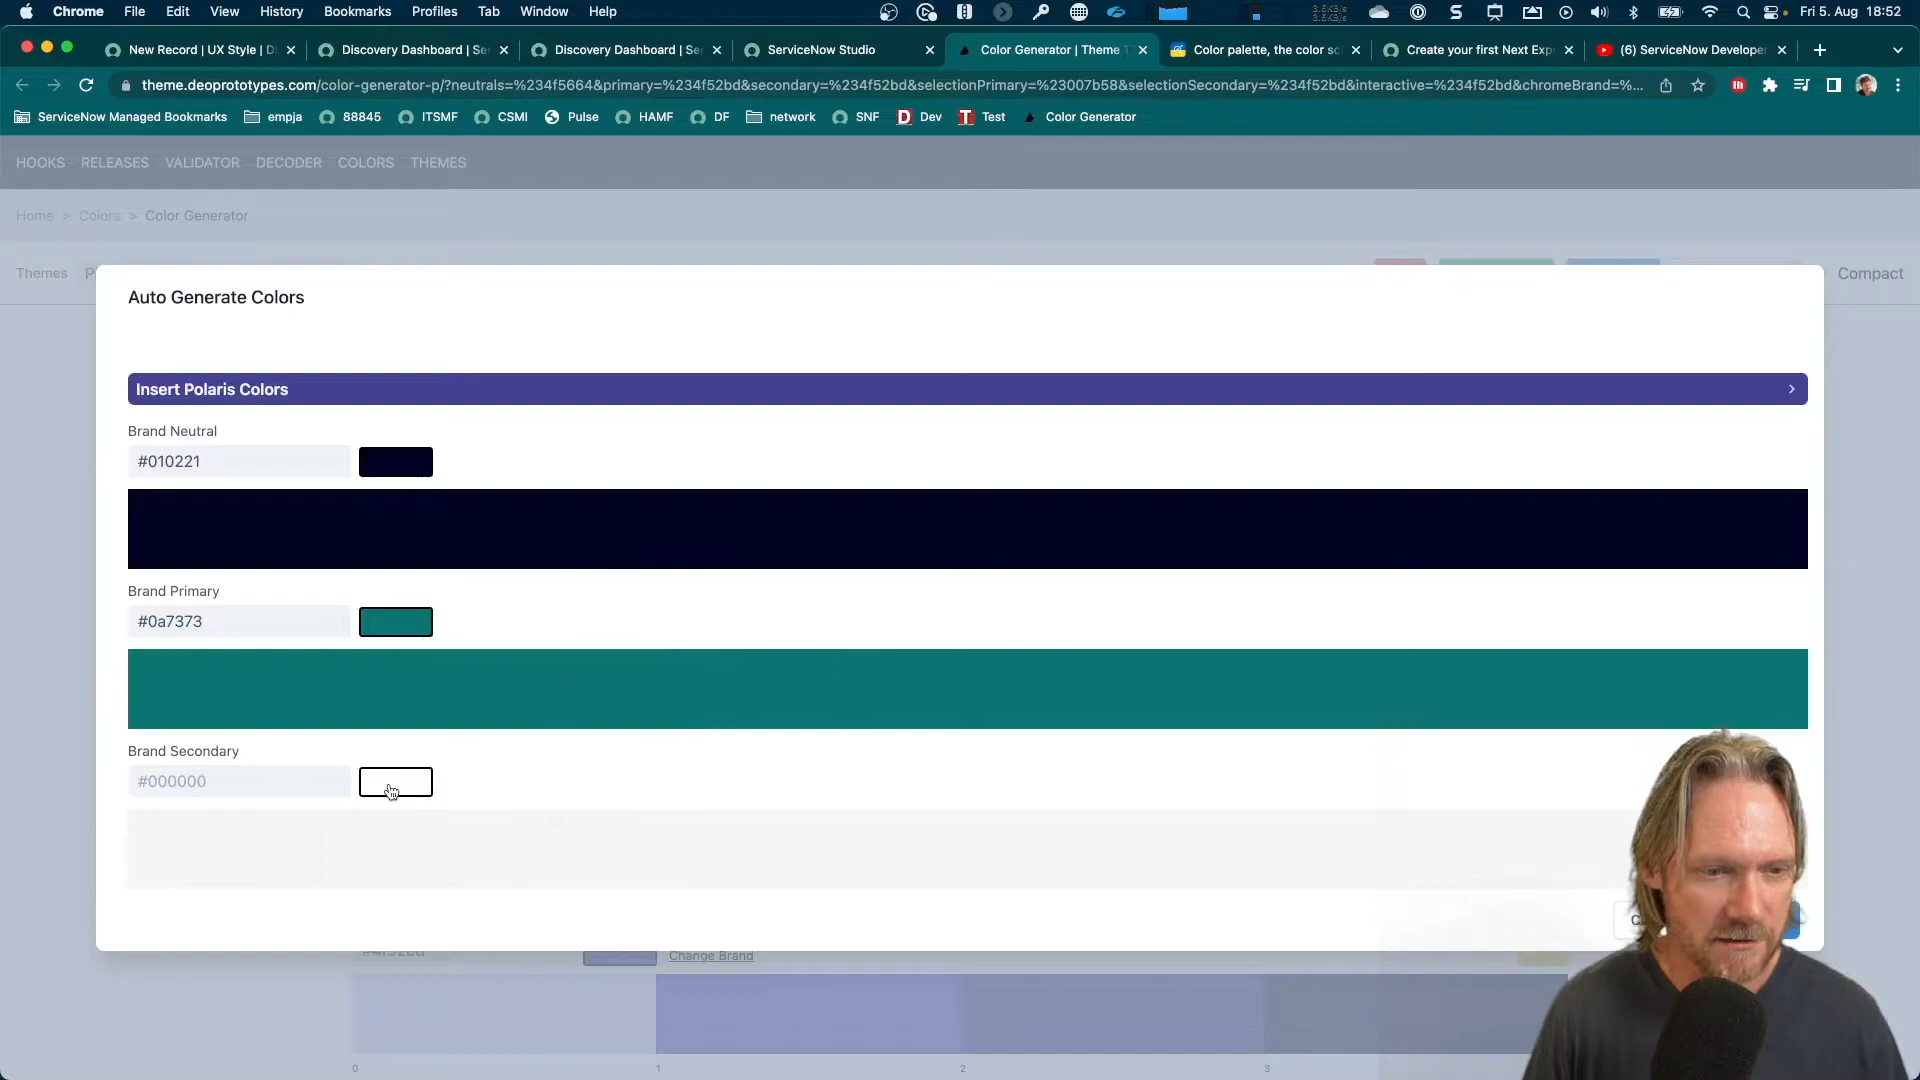 Chrome File Edit View History Bookmarks Profiles Tab Window Help Fri 5. Aug 18:52
New Record | UX Style | D Discovery Dashboard | Se Discovery Dashboard | Se ServiceNow Studio Color Generator | Theme T Color palette, the color sc Create your first Next Exp (6) ServiceNow Developer
theme.deoprototypes.com/color-generator-p/?neutrals=%234f5664&primary=%234f52bd&secondary=%234f52bd&selectionPrimary=%23007b58&selectionSecondary=%234f52bd&interactive=%234f52bd&chromeBrand=%...
ServiceNow Managed Bookmarks empja 88845 ITSMF CSMI Pulse HAMF DF network SNF Dev Test Color Generator
HOOKS RELEASES VALIDATOR DECODER COLORS THEMES
Home > Colors > Color Generator
Themes P Compact
Auto Generate Colors
Insert Polaris Colors
Brand Neutral
#010221
Brand Primary
#0a7373
Brand Secondary
#000000
Change Brand
0 1 2 3